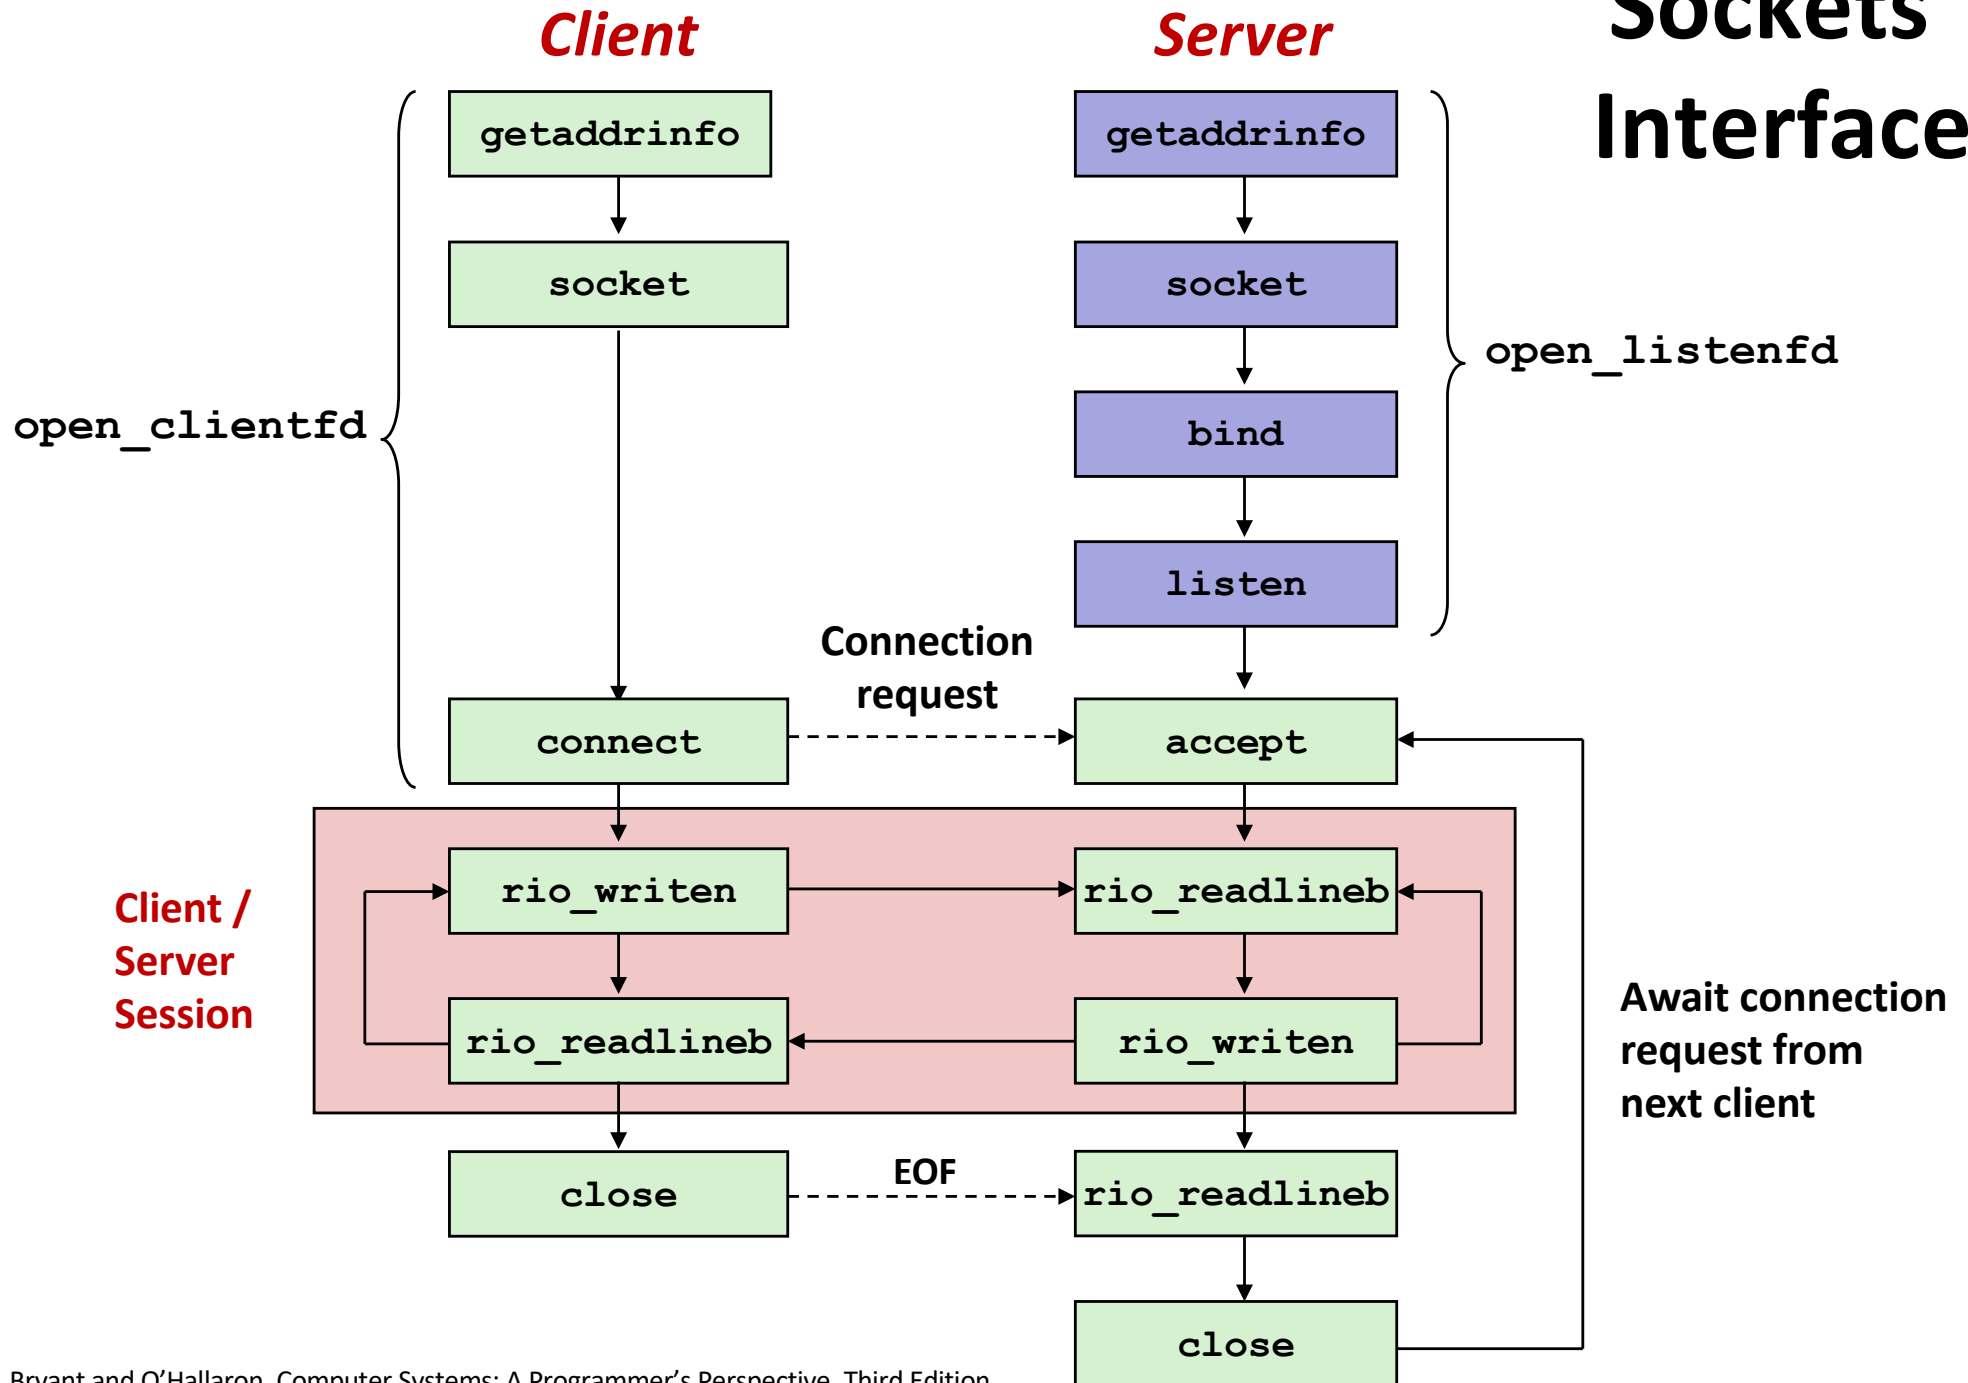 Client
Server
Sockets
Interface
getaddrinfo
getaddrinfo
socket
socket
open_listenfd
open_clientfd
bind
listen
Connection
request
connect
accept
Client /
Server
Session
rio_writen
rio_readlineb
rio_readlineb
rio_writen
Await connection
request from
next client
close
EOF
rio_readlineb
close
Bryant and O’Hallaron, Computer Systems: A Programmer’s Perspective, Third Edition